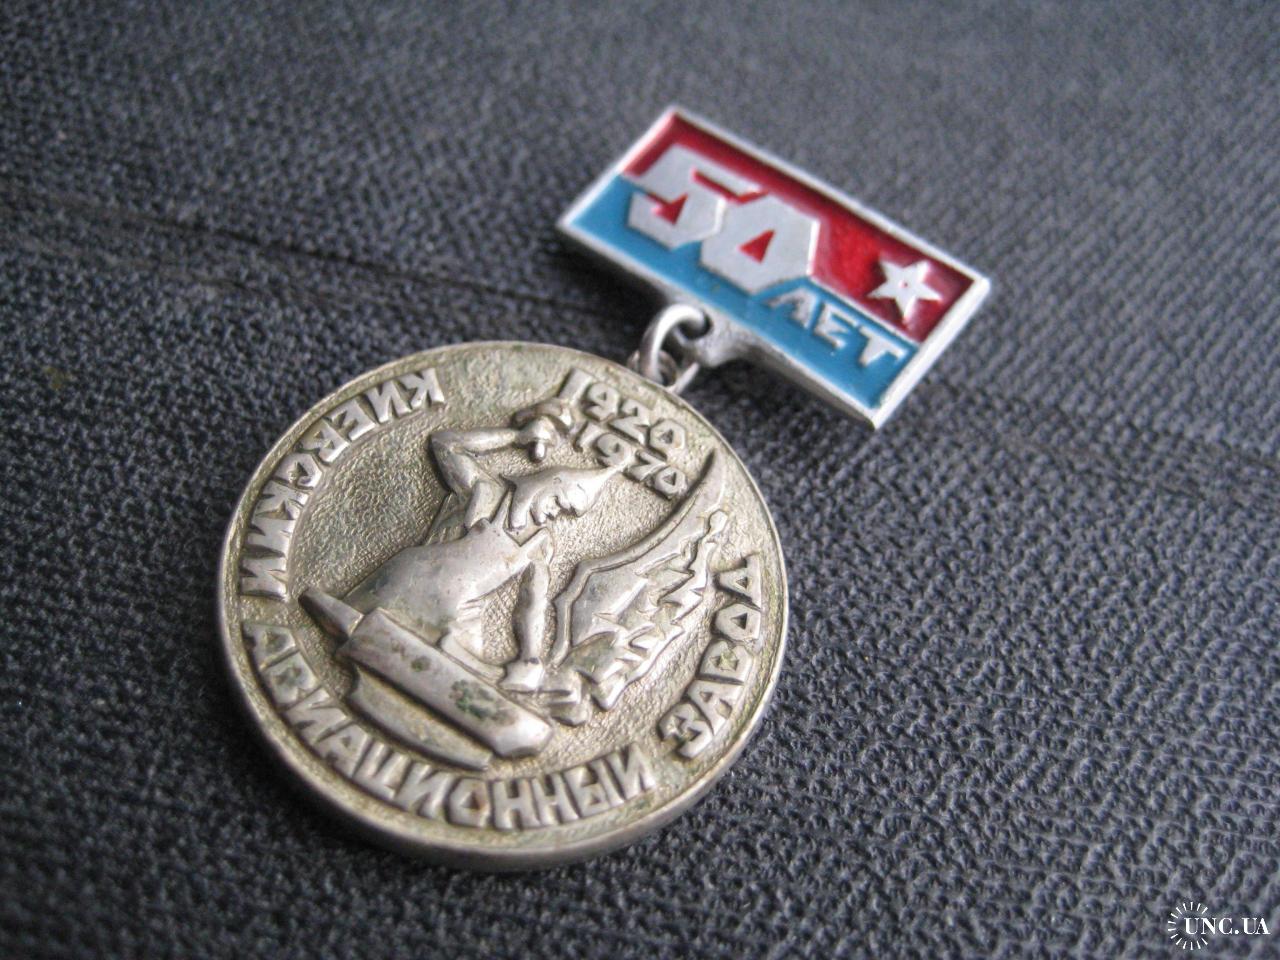 50
ЛЕТ
1920
1970
КИЕВСКИЙ АВИАЦИОННЫЙ ЗАВОД
UNC.UA